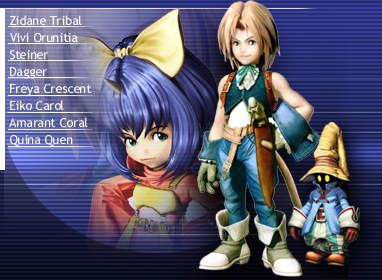 Zidane Tribal
Vivi Orunitia
Steiner
Dagger
Freya Crescent
Eiko Carol
Amarant Coral
Quina Quen